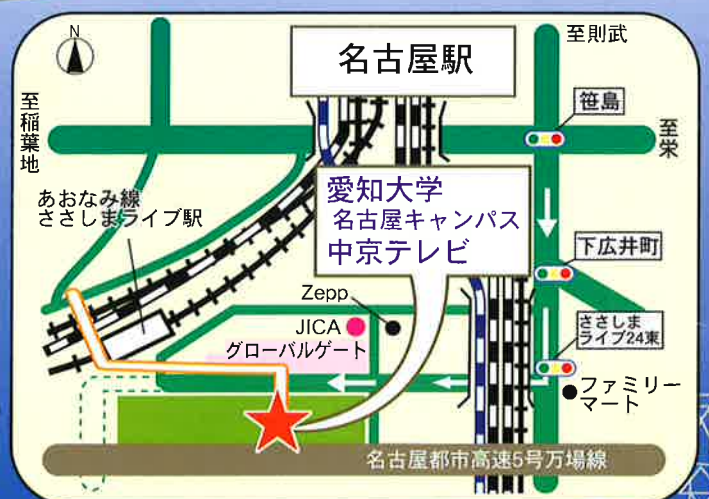 N
名古屋駅
至則武
笹島
至稲葉地
至栄
あおなみ線
ささしまライブ駅
愛知大学
名古屋キャンパス
中京テレビ
下広井町
Zepp
JICA
グローバルゲート
ささしま
ライブ24東
ファミリー
マート
名古屋都市高速5号万場線